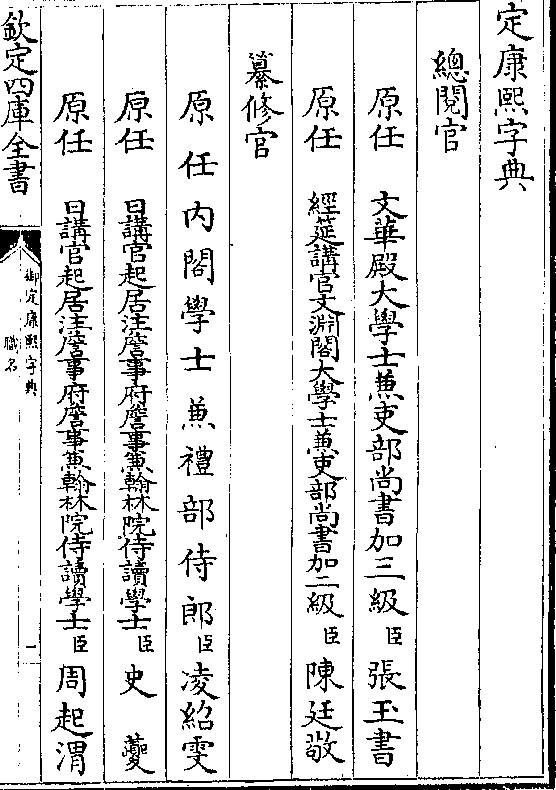 定康熙字典
總閱官
原任 文華殿大學士兼吏部尚書加三級臣張玉書
原任 經筵講官文淵閣大學士兼吏部尚書加二級臣陳廷敬
纂修官
原任內閣學士兼禮部侍郎臣凌紹雯
原任 日講官起居注詹事府詹事兼翰林院侍讀學士臣史夔
原任 日講官起居注詹事府詹事兼翰林院侍讀學士臣周起渭
欽定四庫全書
御定康熙字典
職名
一